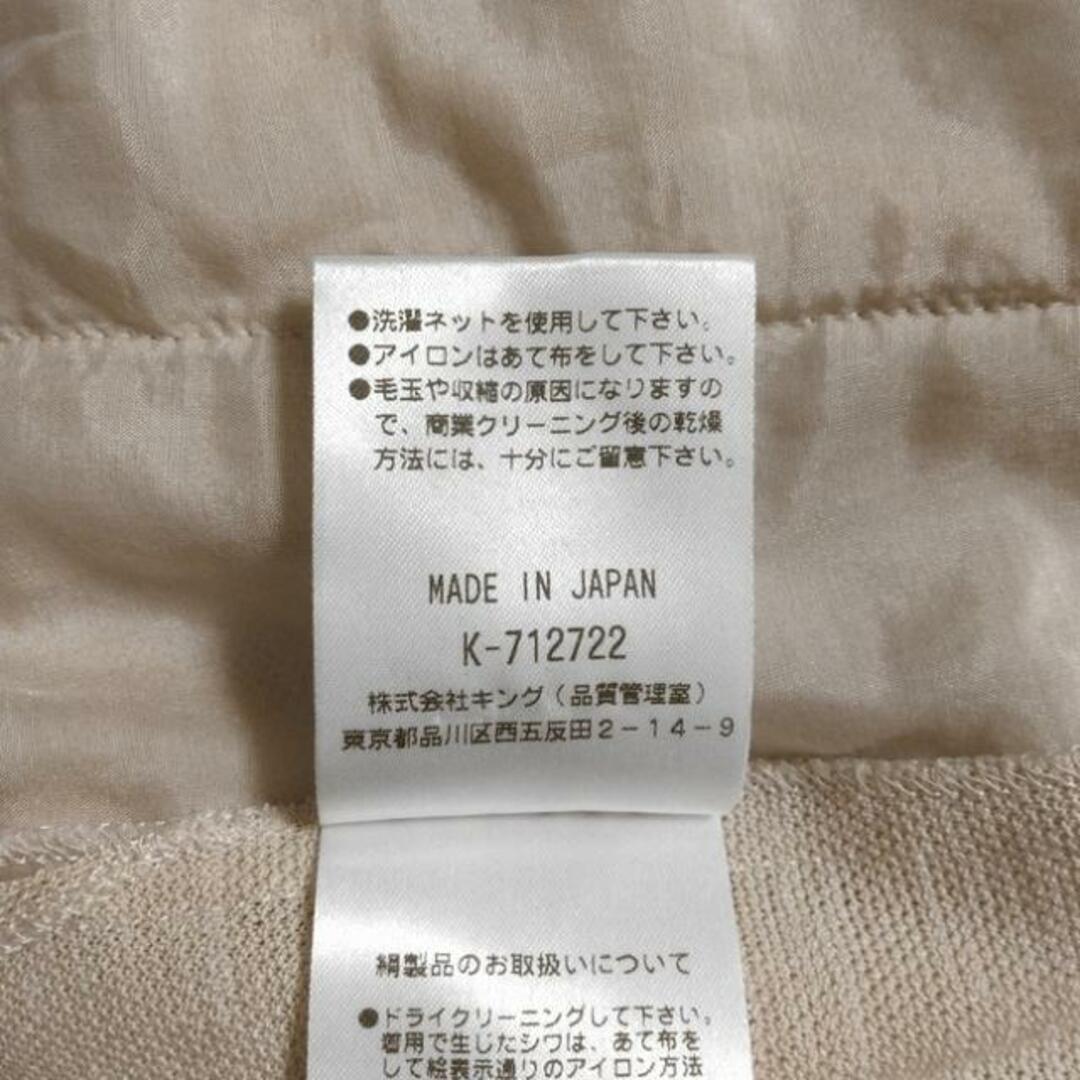 ●洗濯ネットを使用して下さい。
●アイロンはあて布をして下さい。
●毛玉や収縮の原因になりますの
で、商業クリーニング後の乾燥
方法には、十分にご留意下さい。
MADE IN JAPAN
K-712722
株式会社キング(品質管理室)
東京都品川区西五反田2-14-9
絹製品のお取扱いについて
●ドライクリーニングして下さい。
着用で生じたシワは、あて布を
して絵表示通りのアイロン方法